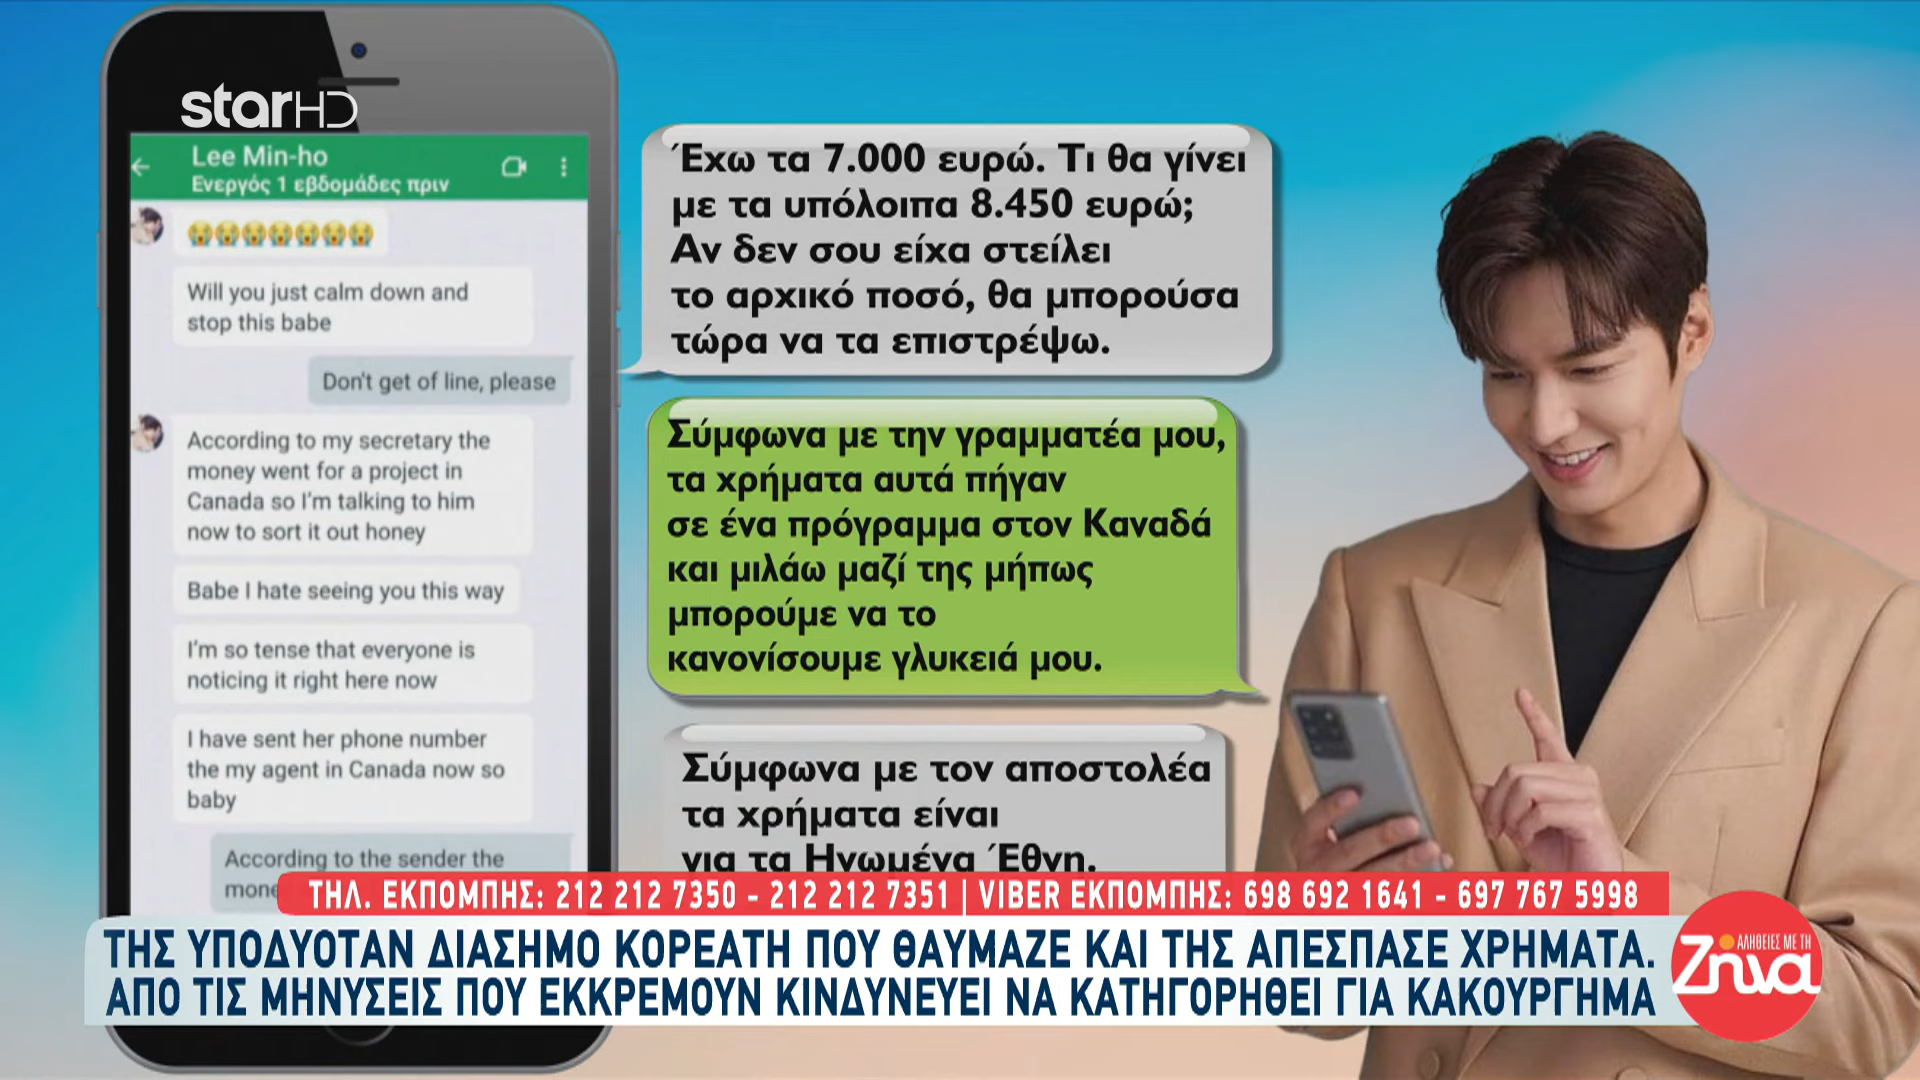 starHD
Lee Min-ho
Ενεργός 1 εβδομάδες πριν
😭😭😭😭😭😭😭
Will you just calm down and
stop this babe
Don't get of line, please
According to my secretary the
money went for a project in
Canada so I'm talking to him
now to sort it out honey
Babe I hate seeing you this way
I'm so tense that everyone is
noticing it right here now
I have sent her phone number
the my agent in Canada now so
baby
According to the sender the
Έχω τα 7.000 ευρώ. Τι θα γίνει
με τα υπόλοιπα 8.450 ευρώ;
Αν δεν σου είχα στείλει
το αρχικό ποσό, θα μπορούσα
τώρα να τα επιστρέψω.
Σύμφωνα με την γραμματέα μου,
τα χρήματα αυτά πήγαν
σε ένα πρόγραμμα στον Καναδά
και μιλάω μαζί της μήπως
μπορούμε να το
κανονίσουμε γλυκειά μου.
Σύμφωνα με τον αποστολέα
τα χρήματα είναι
για τα Ηνωμένα Έθνη.
ΤΗΛ. ΕΚΠΟΜΠΗΣ: 212 212 7350 - 212 212 7351 | VIBER ΕΚΠΟΜΠΗΣ: 698 692 1641 - 697 767 5998
ΤΗΣ ΥΠΟΔΥΟΤΑΝ ΔΙΑΣΗΜΟ ΚΟΡΕΑΤΗ ΠΟΥ ΘΑΥΜΑΖΕ ΚΑΙ ΤΗΣ ΑΠΕΣΠΑΣΕ ΧΡΗΜΑΤΑ.
ΑΠΟ ΤΙΣ ΜΗΝΥΣΕΙΣ ΠΟΥ ΕΚΚΡΕΜΟΥΝ ΚΙΝΔΥΝΕΥΕΙ ΝΑ ΚΑΤΗΓΟΡΗΘΕΙ ΓΙΑ ΚΑΚΟΥΡΓΗΜΑ
ΑΛΗΘΕΙΕΣ ΜΕ ΤΗ
Ζήνα